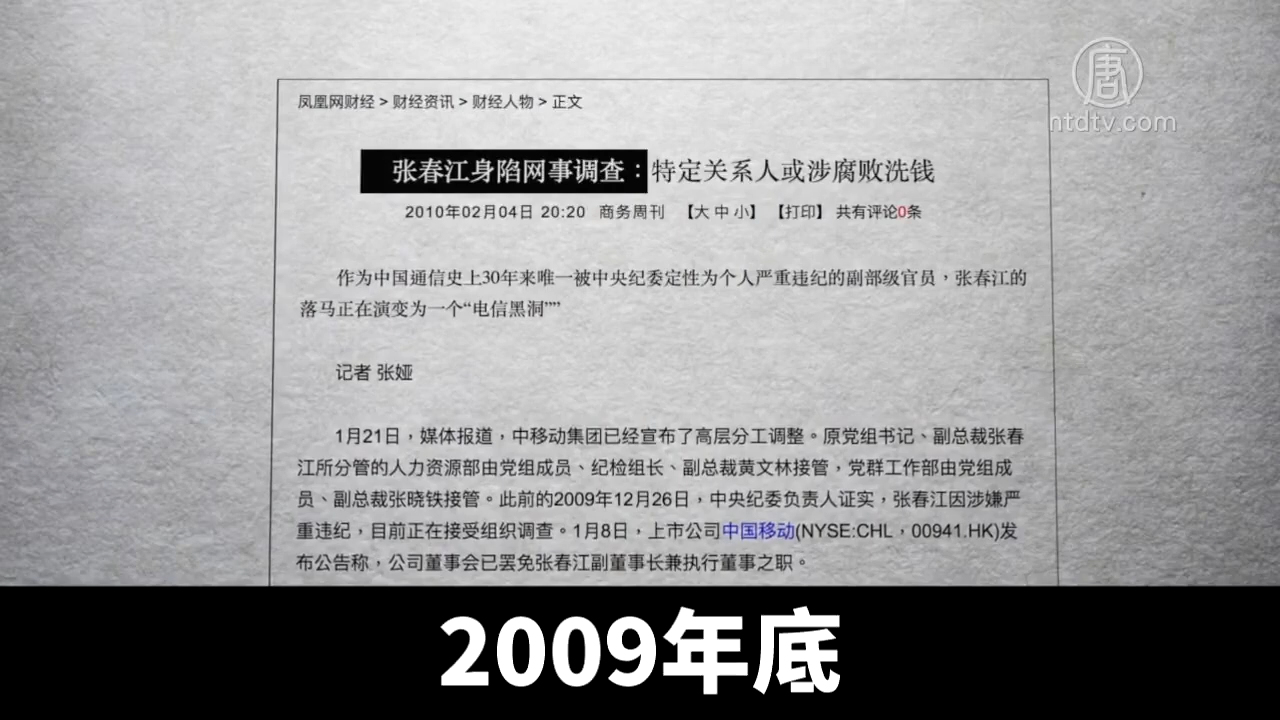 唐
ntdtv.com
凤凰网财经 > 财经资讯 > 财经人物 > 正文
张春江身陷网事调查：特定关系人或涉腐败洗钱
2010年02月04日 20:20 商务周刊 【大 中 小】 【打印】 共有评论0条
作为中国通信史上30年来唯一被中央纪委定性为个人严重违纪的副部级官员，张春江的
落马正在演变为一个“电信黑洞””
记者 张娅
1月21日，媒体报道，中移动集团已经宣布了高层分工调整。原党组书记、副总裁张春
江所分管的人力资源部由党组成员、纪检组长、副总裁黄文林接管，党群工作部由党组成
员、副总裁张晓铁接管。此前的2009年12月26日，中央纪委负责人证实，张春江因涉嫌严
重违纪，目前正在接受组织调查。1月8日，上市公司中国移动(NYSE:CHL，00941.HK)发
布公告称，公司董事会已罢免张春江副董事长兼执行董事之职。
2009年底